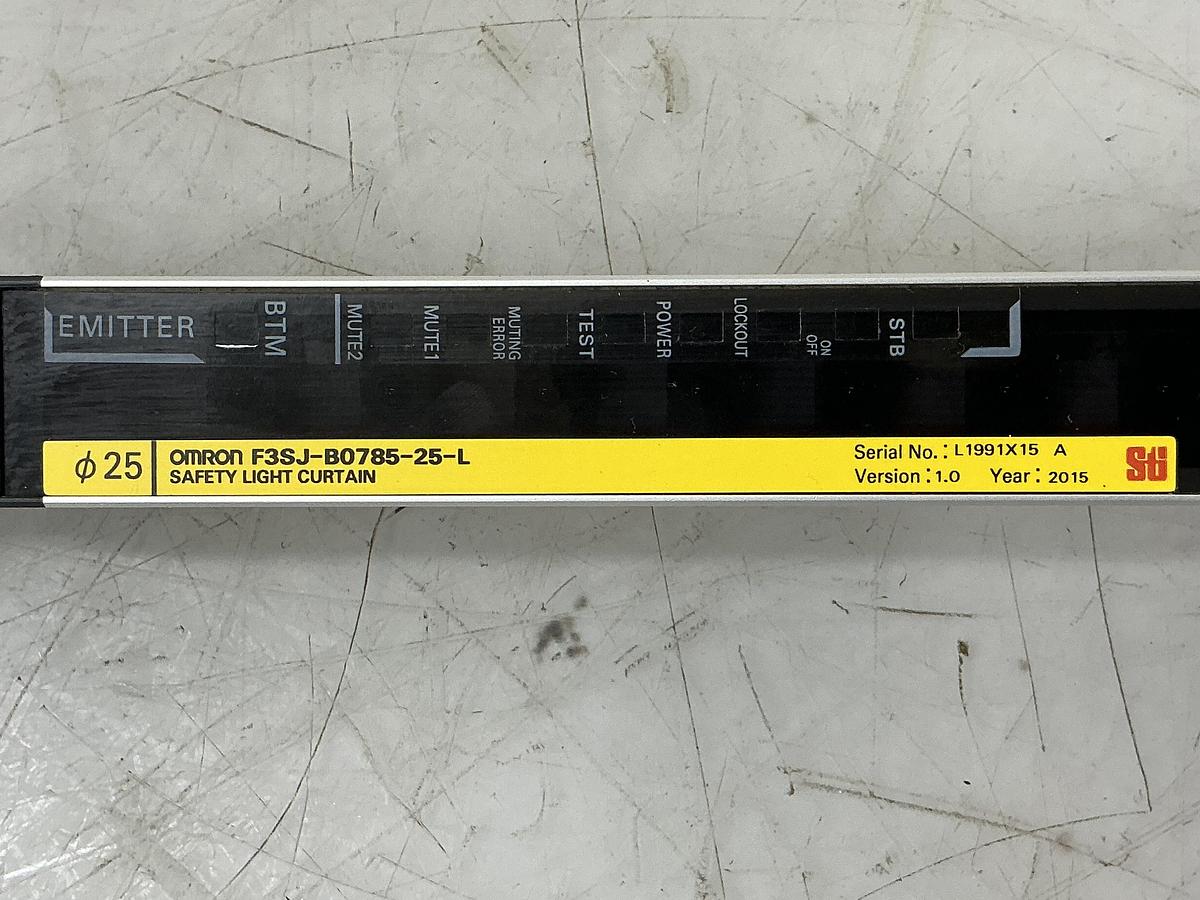 EMITTER
BTM
MUTE2
MUTE1
MUTING
ERROR
TEST
POWER
LOCKOUT
ON
OFF
STB
ϕ 25
omron F3SJ-B0785-25-L
SAFETY LIGHT CURTAIN
Serial No.: L1991X15 A
Version : 1.0 Year : 2015
Sti